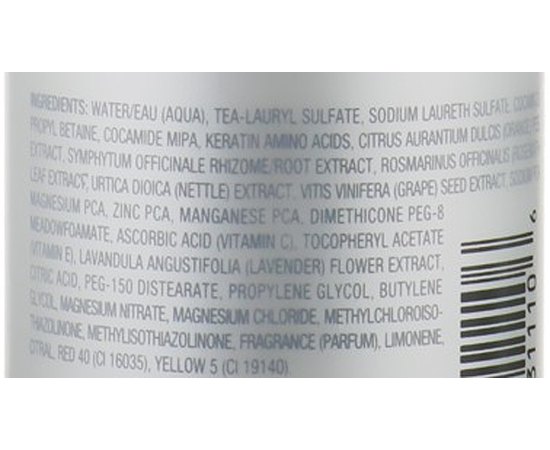 INGREDIENTS: WATER/EAU (AQUA), TEA-LAURYL SULFATE, SODIUM LAURETH SULFATE,
PROPYL BETAINE, COCAMIDE MIPA, KERATIN AMINO ACIDS, CITRUS AURANTIUM DULCIS (ORANGE)
EXTRACT, SYMPHYTUM OFFICINALE RHIZOME/ROOT EXTRACT, ROSMARINUS OFFICINALIS
LEAF EXTRACT, URTICA DIOICA (NETTLE) EXTRACT, VITIS VINIFERA (GRAPE) SEED EXTRACT, SODIUM
MAGNESIUM PCA, ZINC PCA, MANGANESE PCA, DIMETHICONE PEG-8
MEADOWFOAMATE, ASCORBIC ACID (VITAMIN C), TOCOPHERYL ACETATE
(VITAMIN E), LAVANDULA ANGUSTIFOLIA (LAVENDER) FLOWER EXTRACT,
CITRIC ACID, PEG-150 DISTEARATE, PROPYLENE GLYCOL, BUTYLENE
GLYCOL, MAGNESIUM NITRATE, MAGNESIUM CHLORIDE, METHYLCHLOROISO-
THIAZOLINONE, METHYLISOTHIAZOLINONE, FRAGRANCE (PARFUM), LIMONENE,
CITRAL, RED 40 (CI 16035), YELLOW 5 (CI 19140).
31110 6